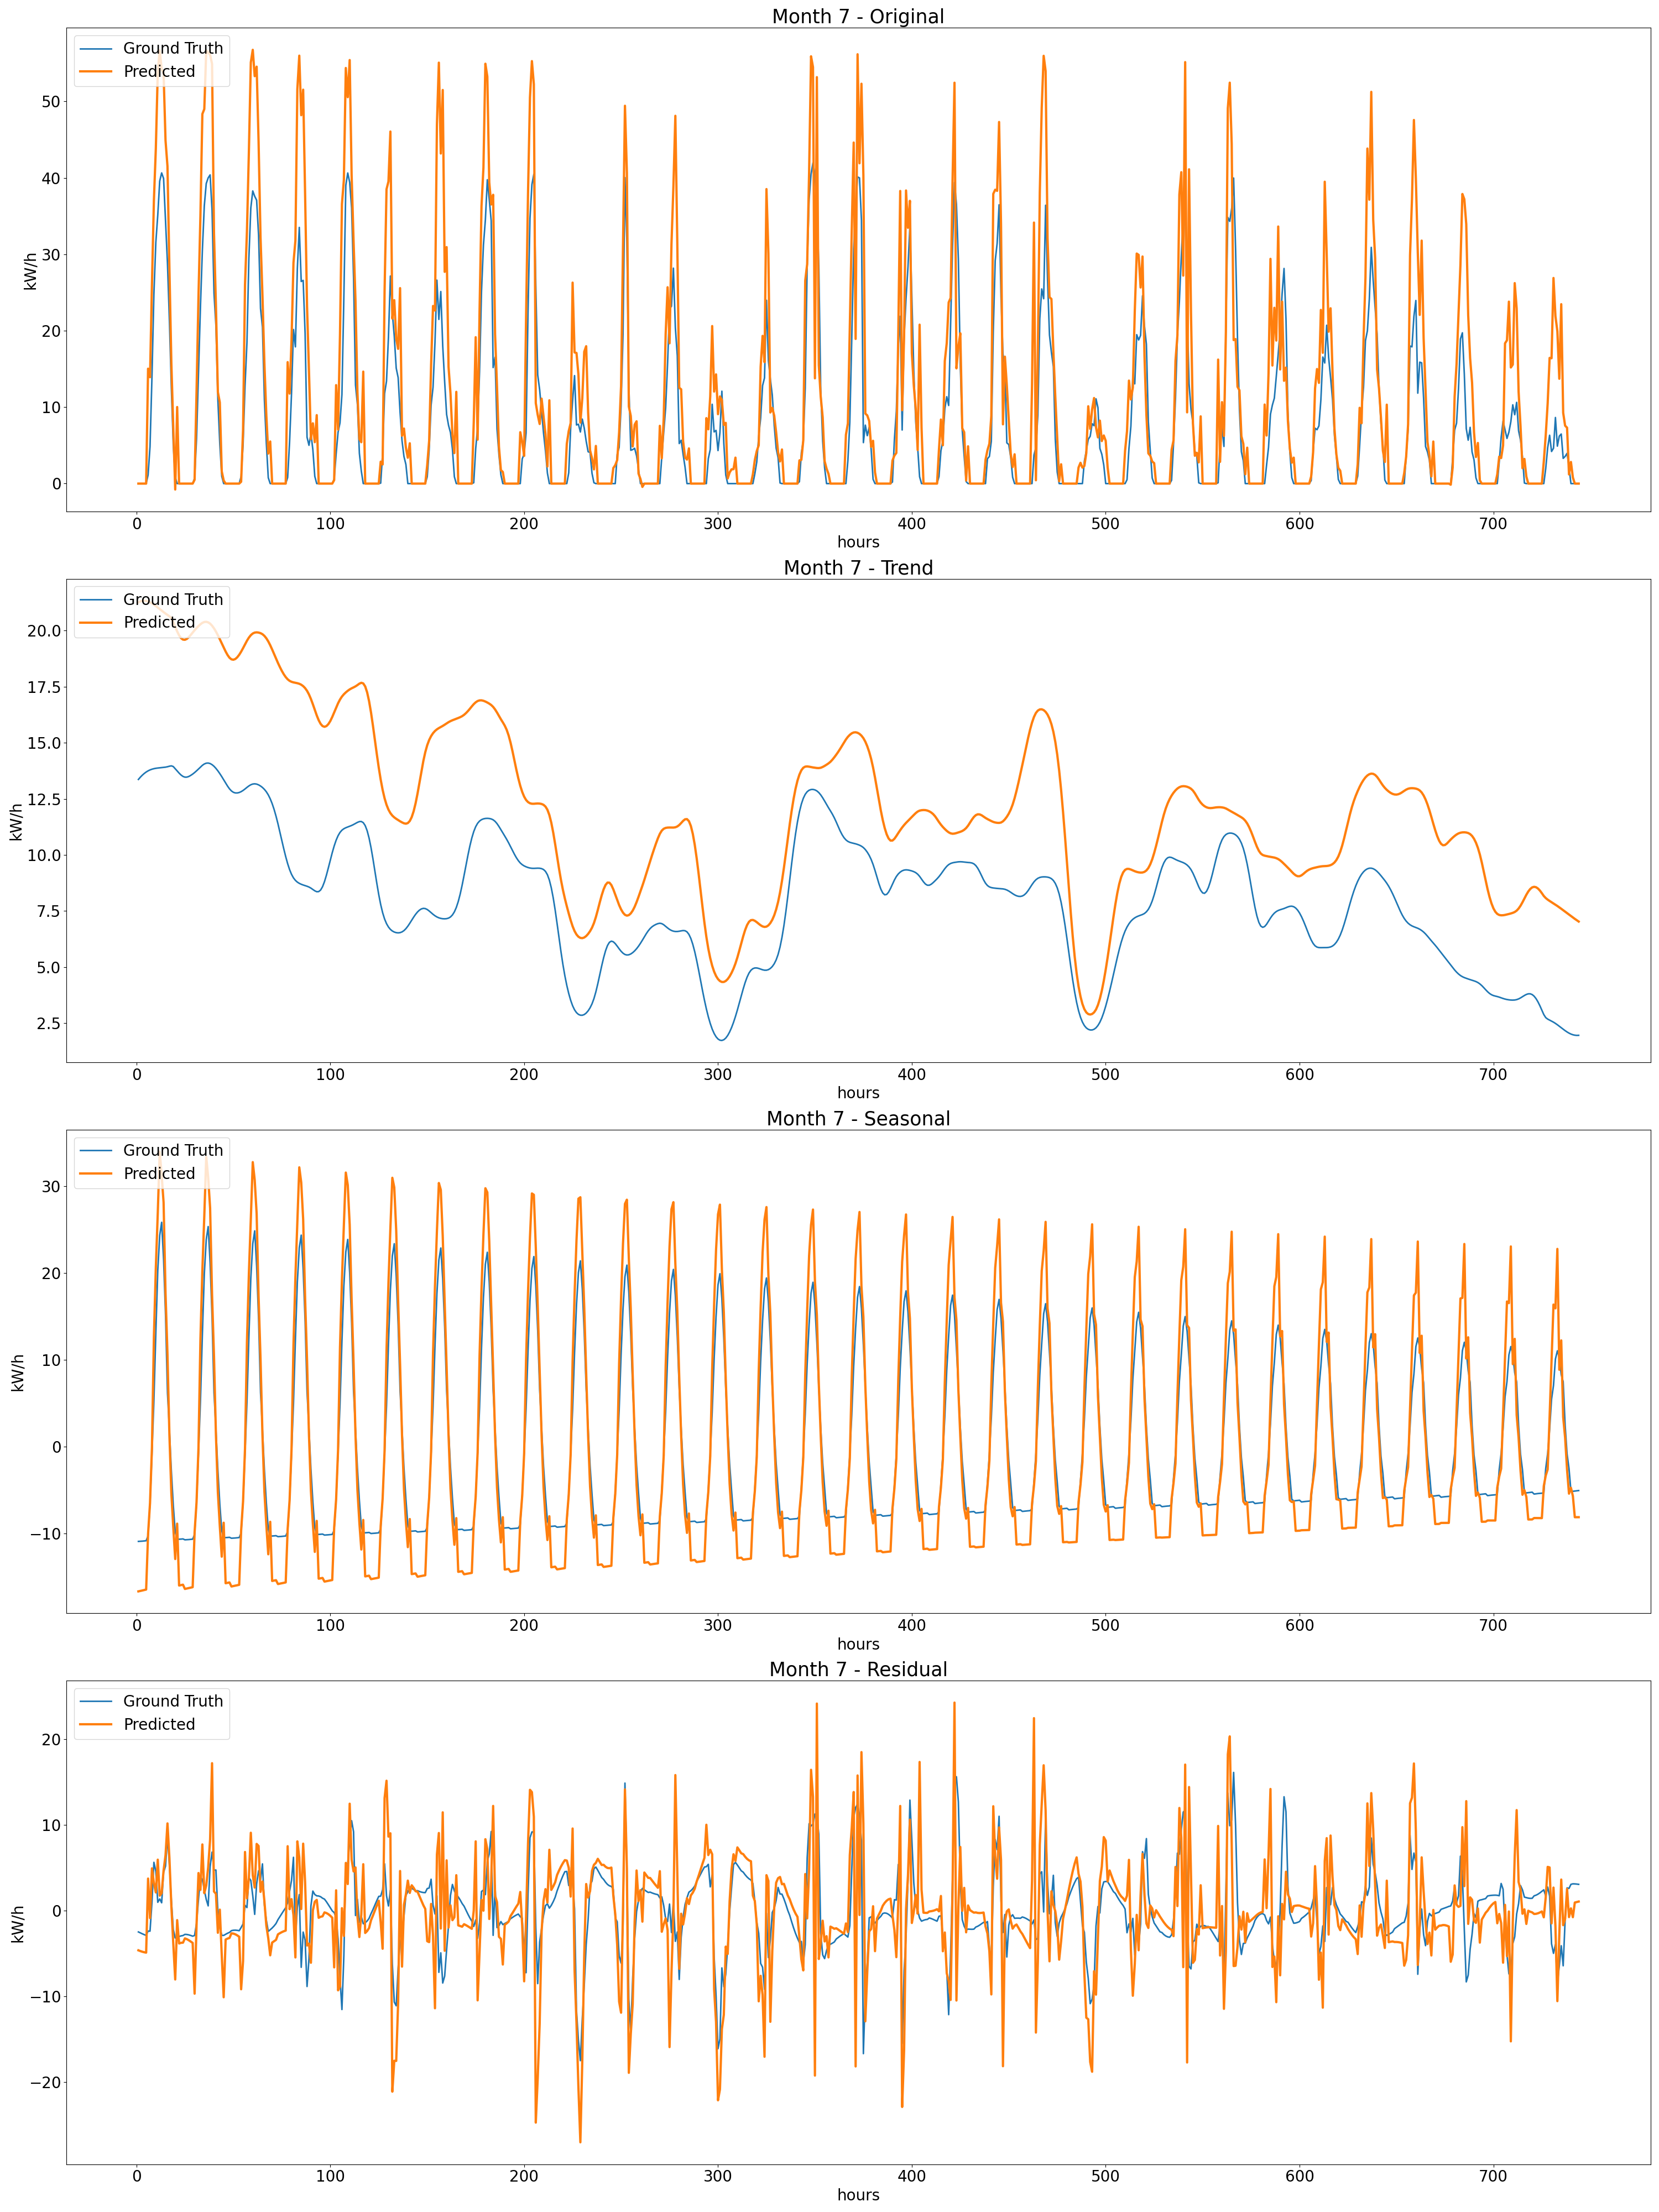 Month 7 - Original
Ground Truth
Predicted
kW/h
50
40
30
20
10
0
0 100 200 300 400 500 600 700
hours
Month 7 - Trend
Ground Truth
Predicted
kW/h
20.0
17.5
15.0
12.5
10.0
7.5
5.0
2.5
0 100 200 300 400 500 600 700
hours
Month 7 - Seasonal
Ground Truth
Predicted
kW/h
30
20
10
0
−10
0 100 200 300 400 500 600 700
hours
Month 7 - Residual
Ground Truth
Predicted
kW/h
20
10
0
−10
−20
0 100 200 300 400 500 600 700
hours